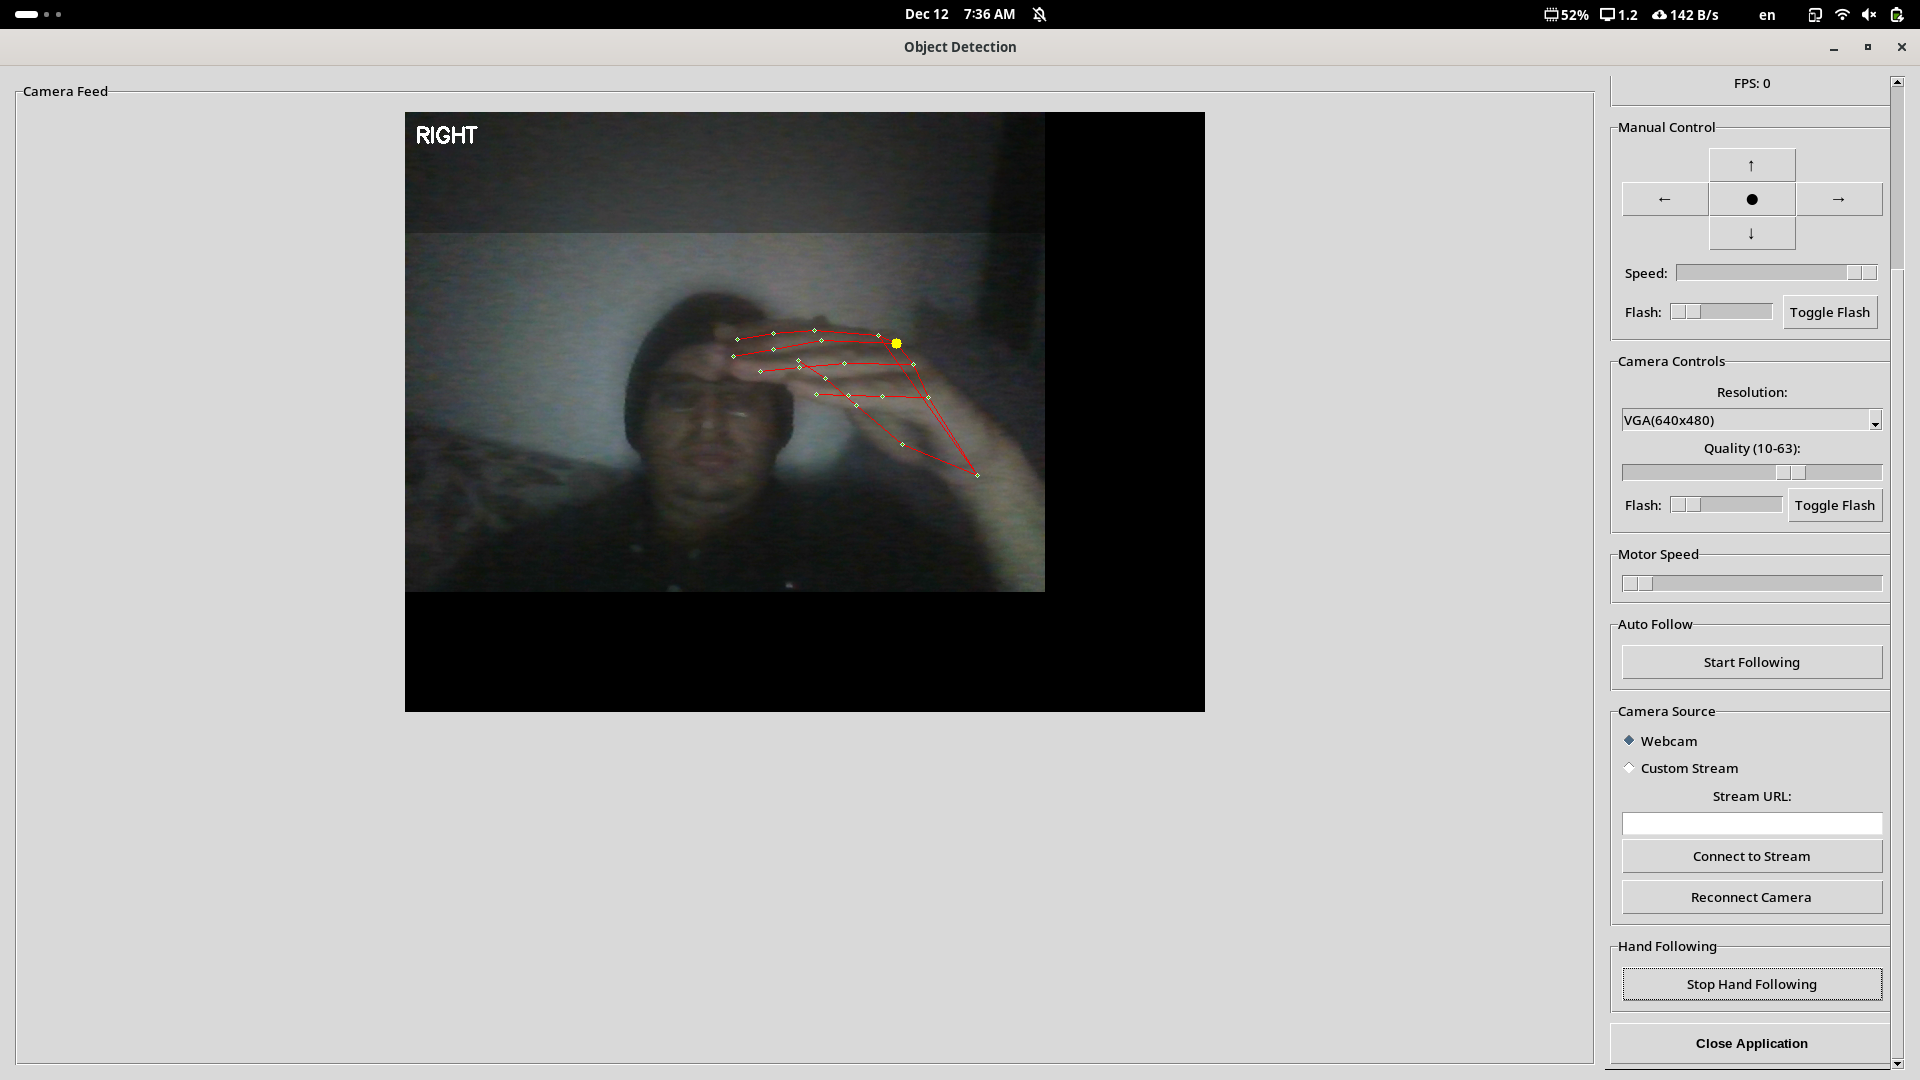 Dec 12 7:36 AM
52% 1.2 142 B/s en
Object Detection
Camera Feed
RIGHT
FPS: 0
Manual Control
↑
← ● →
↓
Speed:
Flash: Toggle Flash
Camera Controls
Resolution:
VGA(640x480)
Quality (10-63):
Flash: Toggle Flash
Motor Speed
Auto Follow
Start Following
Camera Source
Webcam
Custom Stream
Stream URL:
Connect to Stream
Reconnect Camera
Hand Following
Stop Hand Following
Close Application